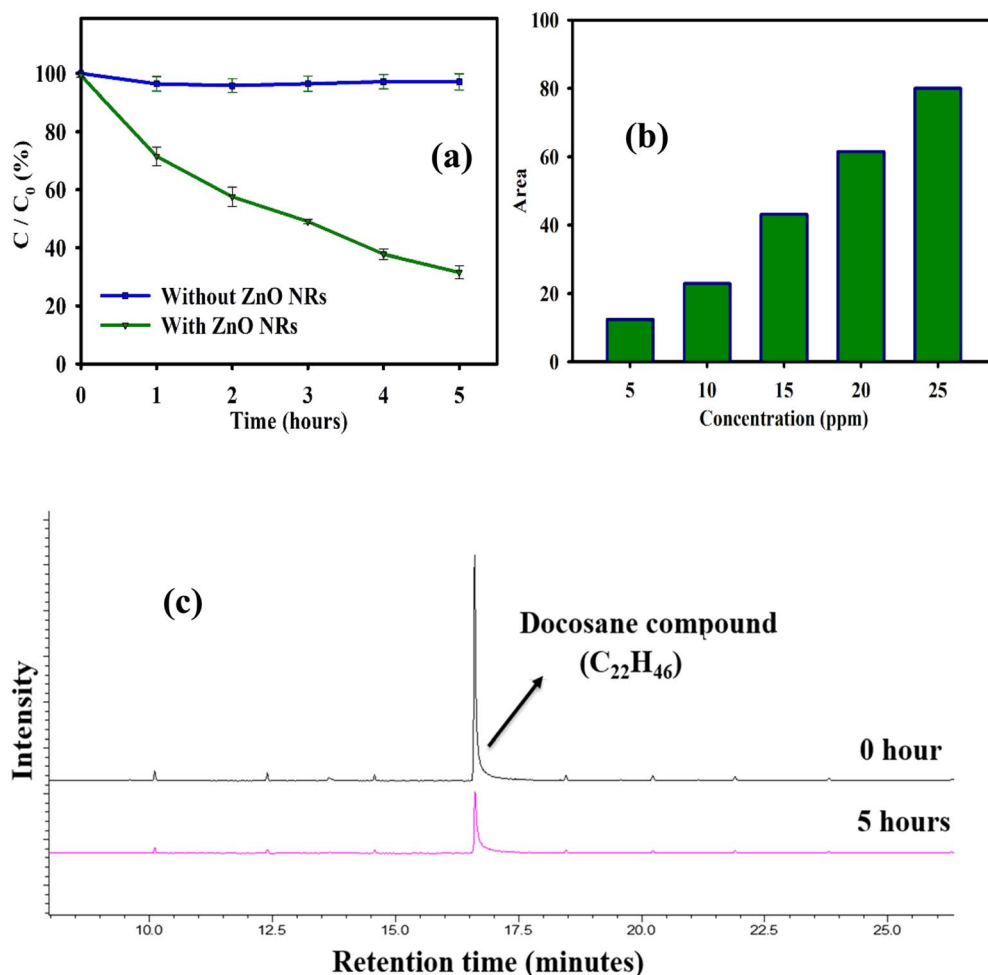 100
80
60
40
20
0
C / C₀ (%)
(a)
Without ZnO NRs
With ZnO NRs
0 1 2 3 4 5
Time (hours)
100
80
60
40
20
0
Area
(b)
5 10 15 20 25
Concentration (ppm)
(c)
Docosane compound
(C₂₂H₄₆)
Intensity
0 hour
5 hours
10.0 12.5 15.0 17.5 20.0 22.5 25.0
Retention time (minutes)